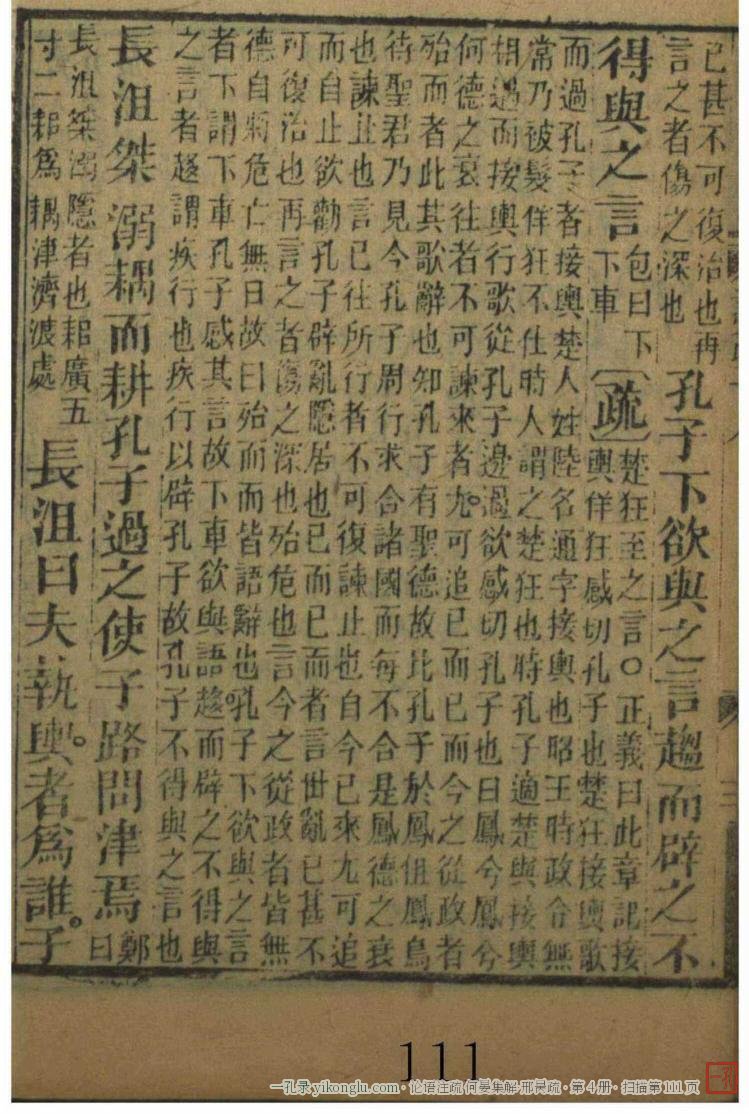 已甚不可復治也再
言之者傷之深也
孔子下欲與之言趨而辟之不
得與之言
包曰下
下車
疏
楚狂至之言○正義曰此章記接
輿佯狂感切孔子也楚狂接輿歌
而過孔子者接輿楚人姓陸名通字接輿也昭王時政令無
常乃被髮佯狂不仕時人謂之楚狂也時孔子適楚與接輿
相遇而接輿行歌從孔子邊過欲感切孔子也曰鳳兮鳳兮
何德之衰往者不可諫來者尤可追已而已而今之從政者
殆而者此其歌辭也知孔子有聖德故比孔子於鳳但鳳鳥
待聖君乃見今孔子周行求合諸國而每不合是鳳德之衰
也諫止也言已往所行者不可復諫止也自今已來尤可追
而自止欲勸孔子辟亂隱居也已而已而者言世亂已甚不
可復治也再言之者傷之深也殆危也言今之從政者皆無
德自將危亡無日故曰殆而而皆語辭也孔子下欲與之言
者下謂下車孔子感其言故下車欲與語趨而辟之不得與
之言者趨謂疾行也疾行以辟孔子故孔子不得與之言也
長沮桀溺耦而耕孔子過之使子路問津焉
鄭曰
長沮桀溺隱者也耜廣五
寸二耜為耦津濟渡處
長沮曰夫執輿者為誰子
111
一孔录 yikonglu.com · 论语注疏.何晏集解.邢昺疏 · 第 4 册 · 扫描第 111 页